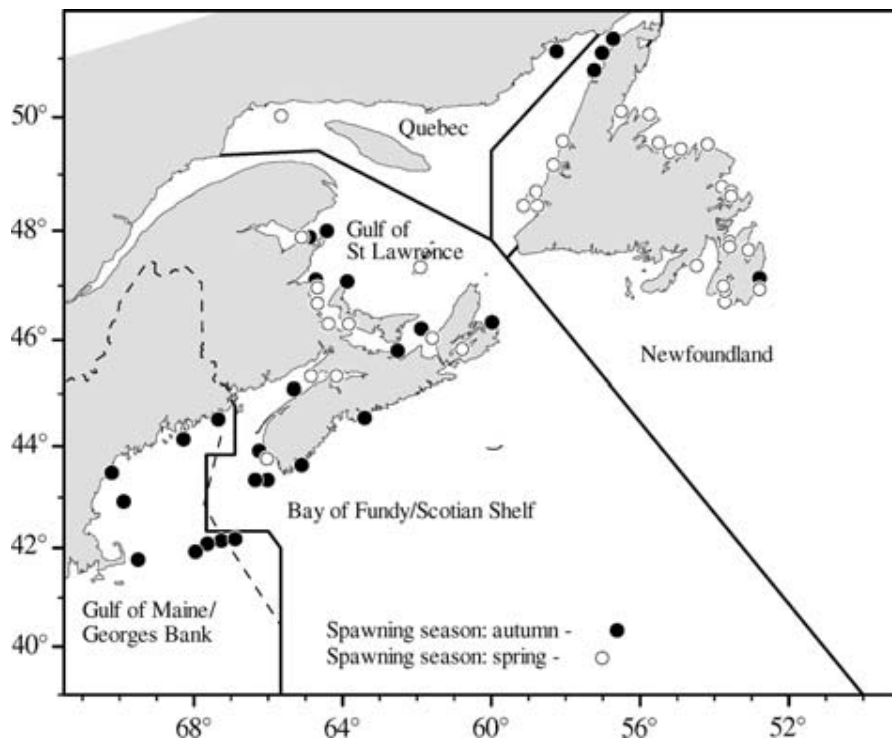 50°
48°
46°
44°
42°
40°
68°
64°
60°
56°
52°
Quebec
Gulf of
St Lawrence
Newfoundland
Bay of Fundy/Scotian Shelf
Gulf of Maine/
Georges Bank
Spawning season: autumn -
Spawning season: spring -